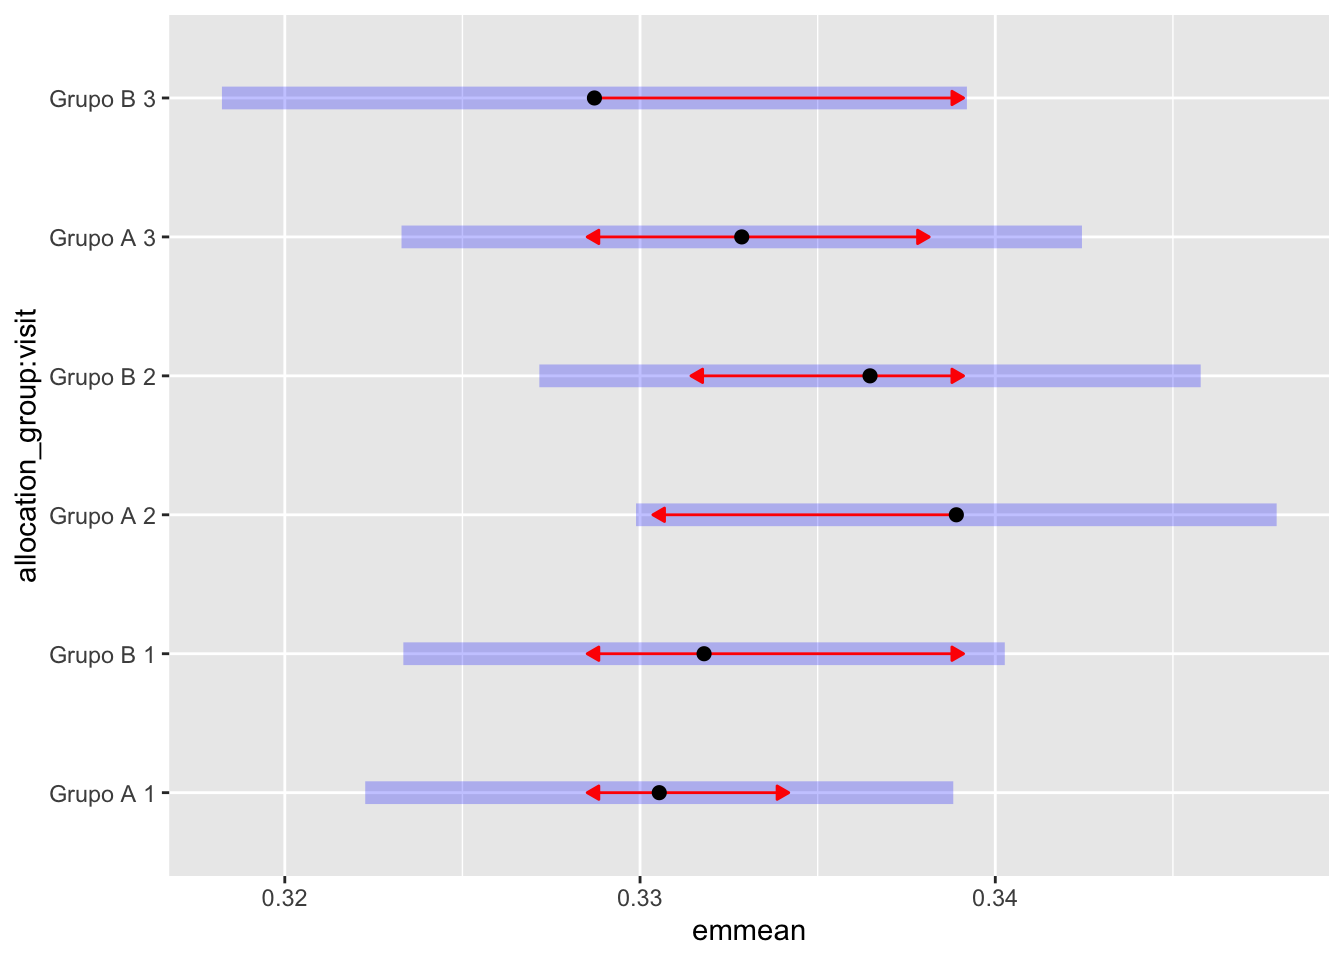 Grupo B 3
Grupo A 3
Grupo B 2
Grupo A 2
Grupo B 1
Grupo A 1
allocation_group:visit
0.32
0.33
0.34
emmean